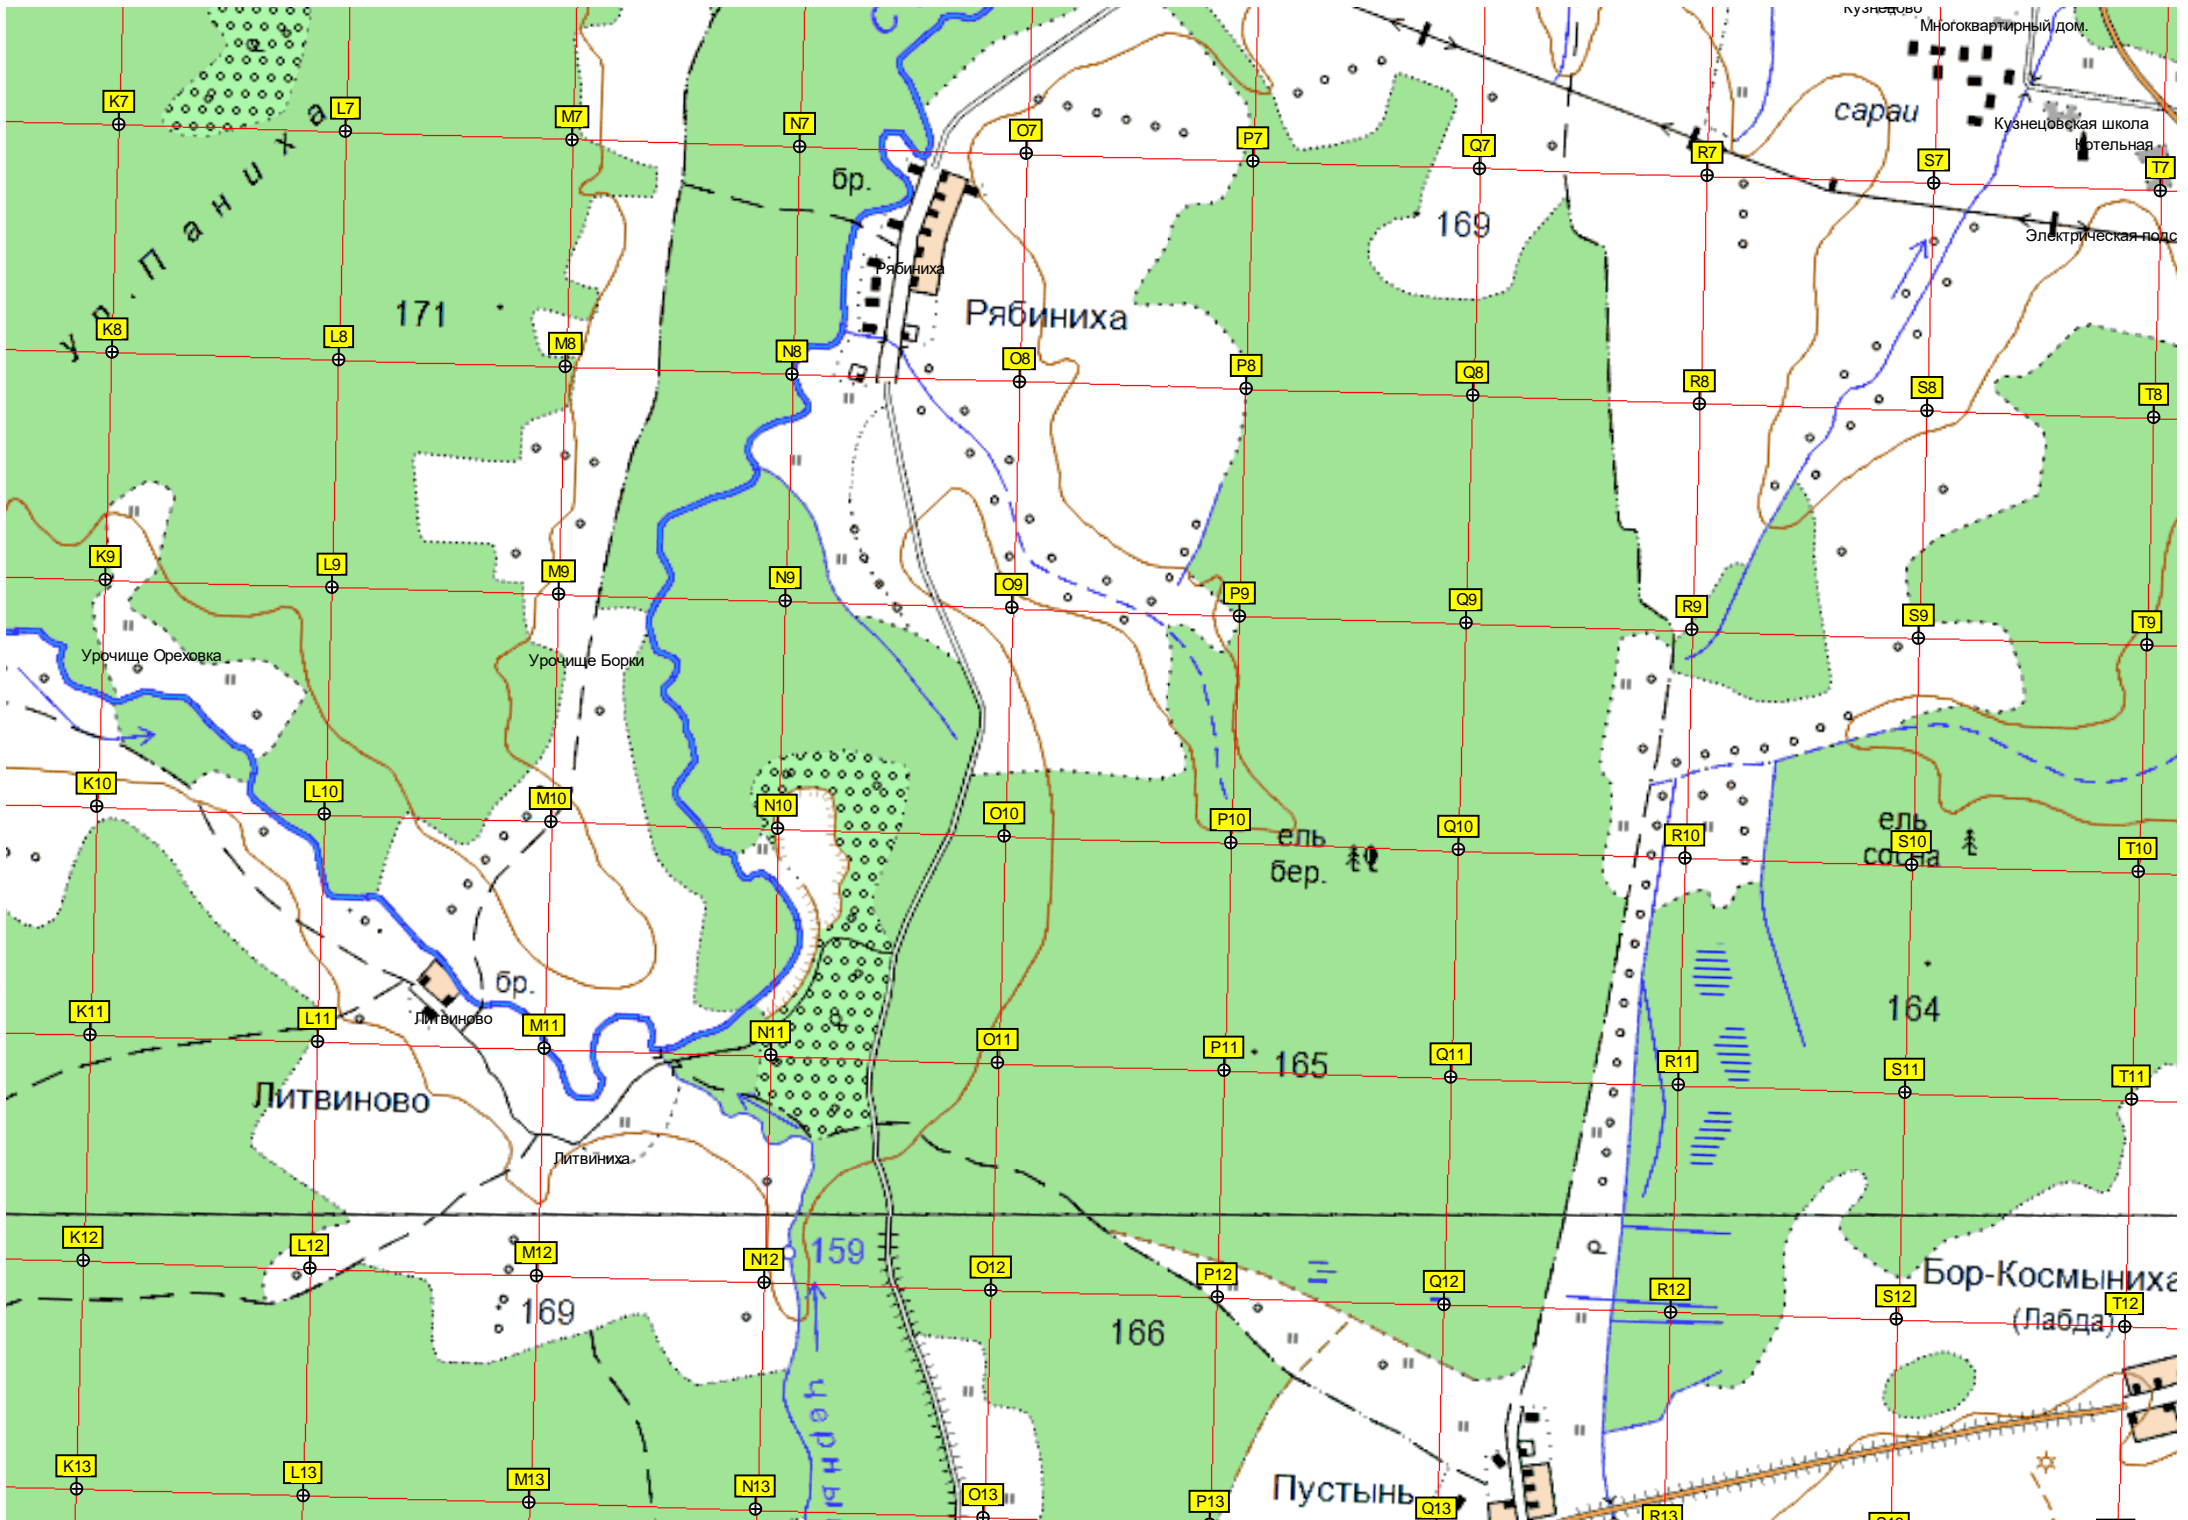 Кузнецово
Многоквартирный дом.
сараи
Кузнецовская школа
Котельная
K7
L7
M7
N7
O7
P7
Q7
R7
S7
T7
ур. Паниха
бр.
169
Электрическая подс
Рябиниха
171
Рябиниха
K8
L8
M8
N8
O8
P8
Q8
R8
S8
T8
K9
L9
M9
N9
O9
P9
Q9
R9
S9
T9
Урочище Ореховка
Урочище Борки
K10
L10
M10
N10
O10
P10
Q10
R10
S10
T10
ель
бер.
ель
сосна
бр.
164
Литвиново
K11
L11
M11
N11
O11
P11
Q11
R11
S11
T11
165
Литвиново
Литвиниха
р
K12
L12
M12
N12
O12
P12
Q12
R12
S12
T12
159
Бор-Космыниха
(Лабда)
169
166
Черны
K13
L13
M13
N13
O13
P13
Q13
R13
Пустынь